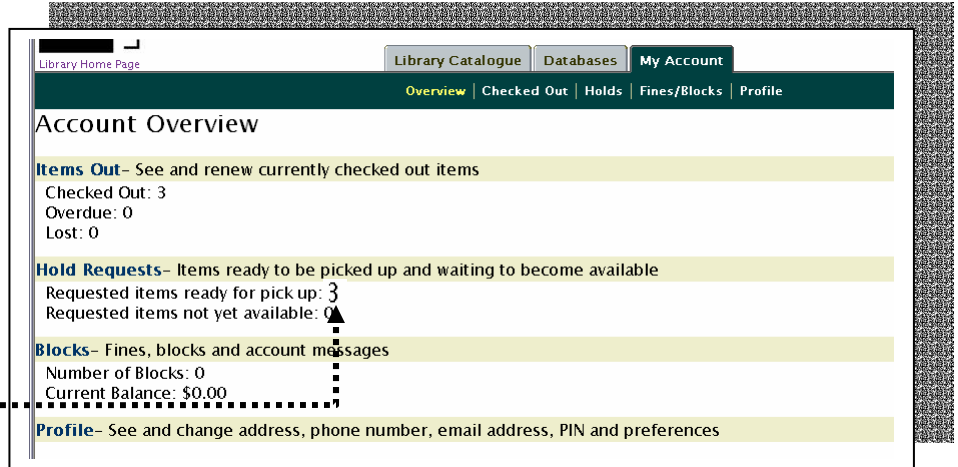 Library Home Page
Library Catalogue Databases My Account
Overview | Checked Out | Holds | Fines/Blocks | Profile
Account Overview
Items Out– See and renew currently checked out items
Checked Out: 3
Overdue: 0
Lost: 0
Hold Requests– Items ready to be picked up and waiting to become available
Requested items ready for pick up: 3
Requested items not yet available: 0
Blocks– Fines, blocks and account messages
Number of Blocks: 0
Current Balance: $0.00
Profile– See and change address, phone number, email address, PIN and preferences